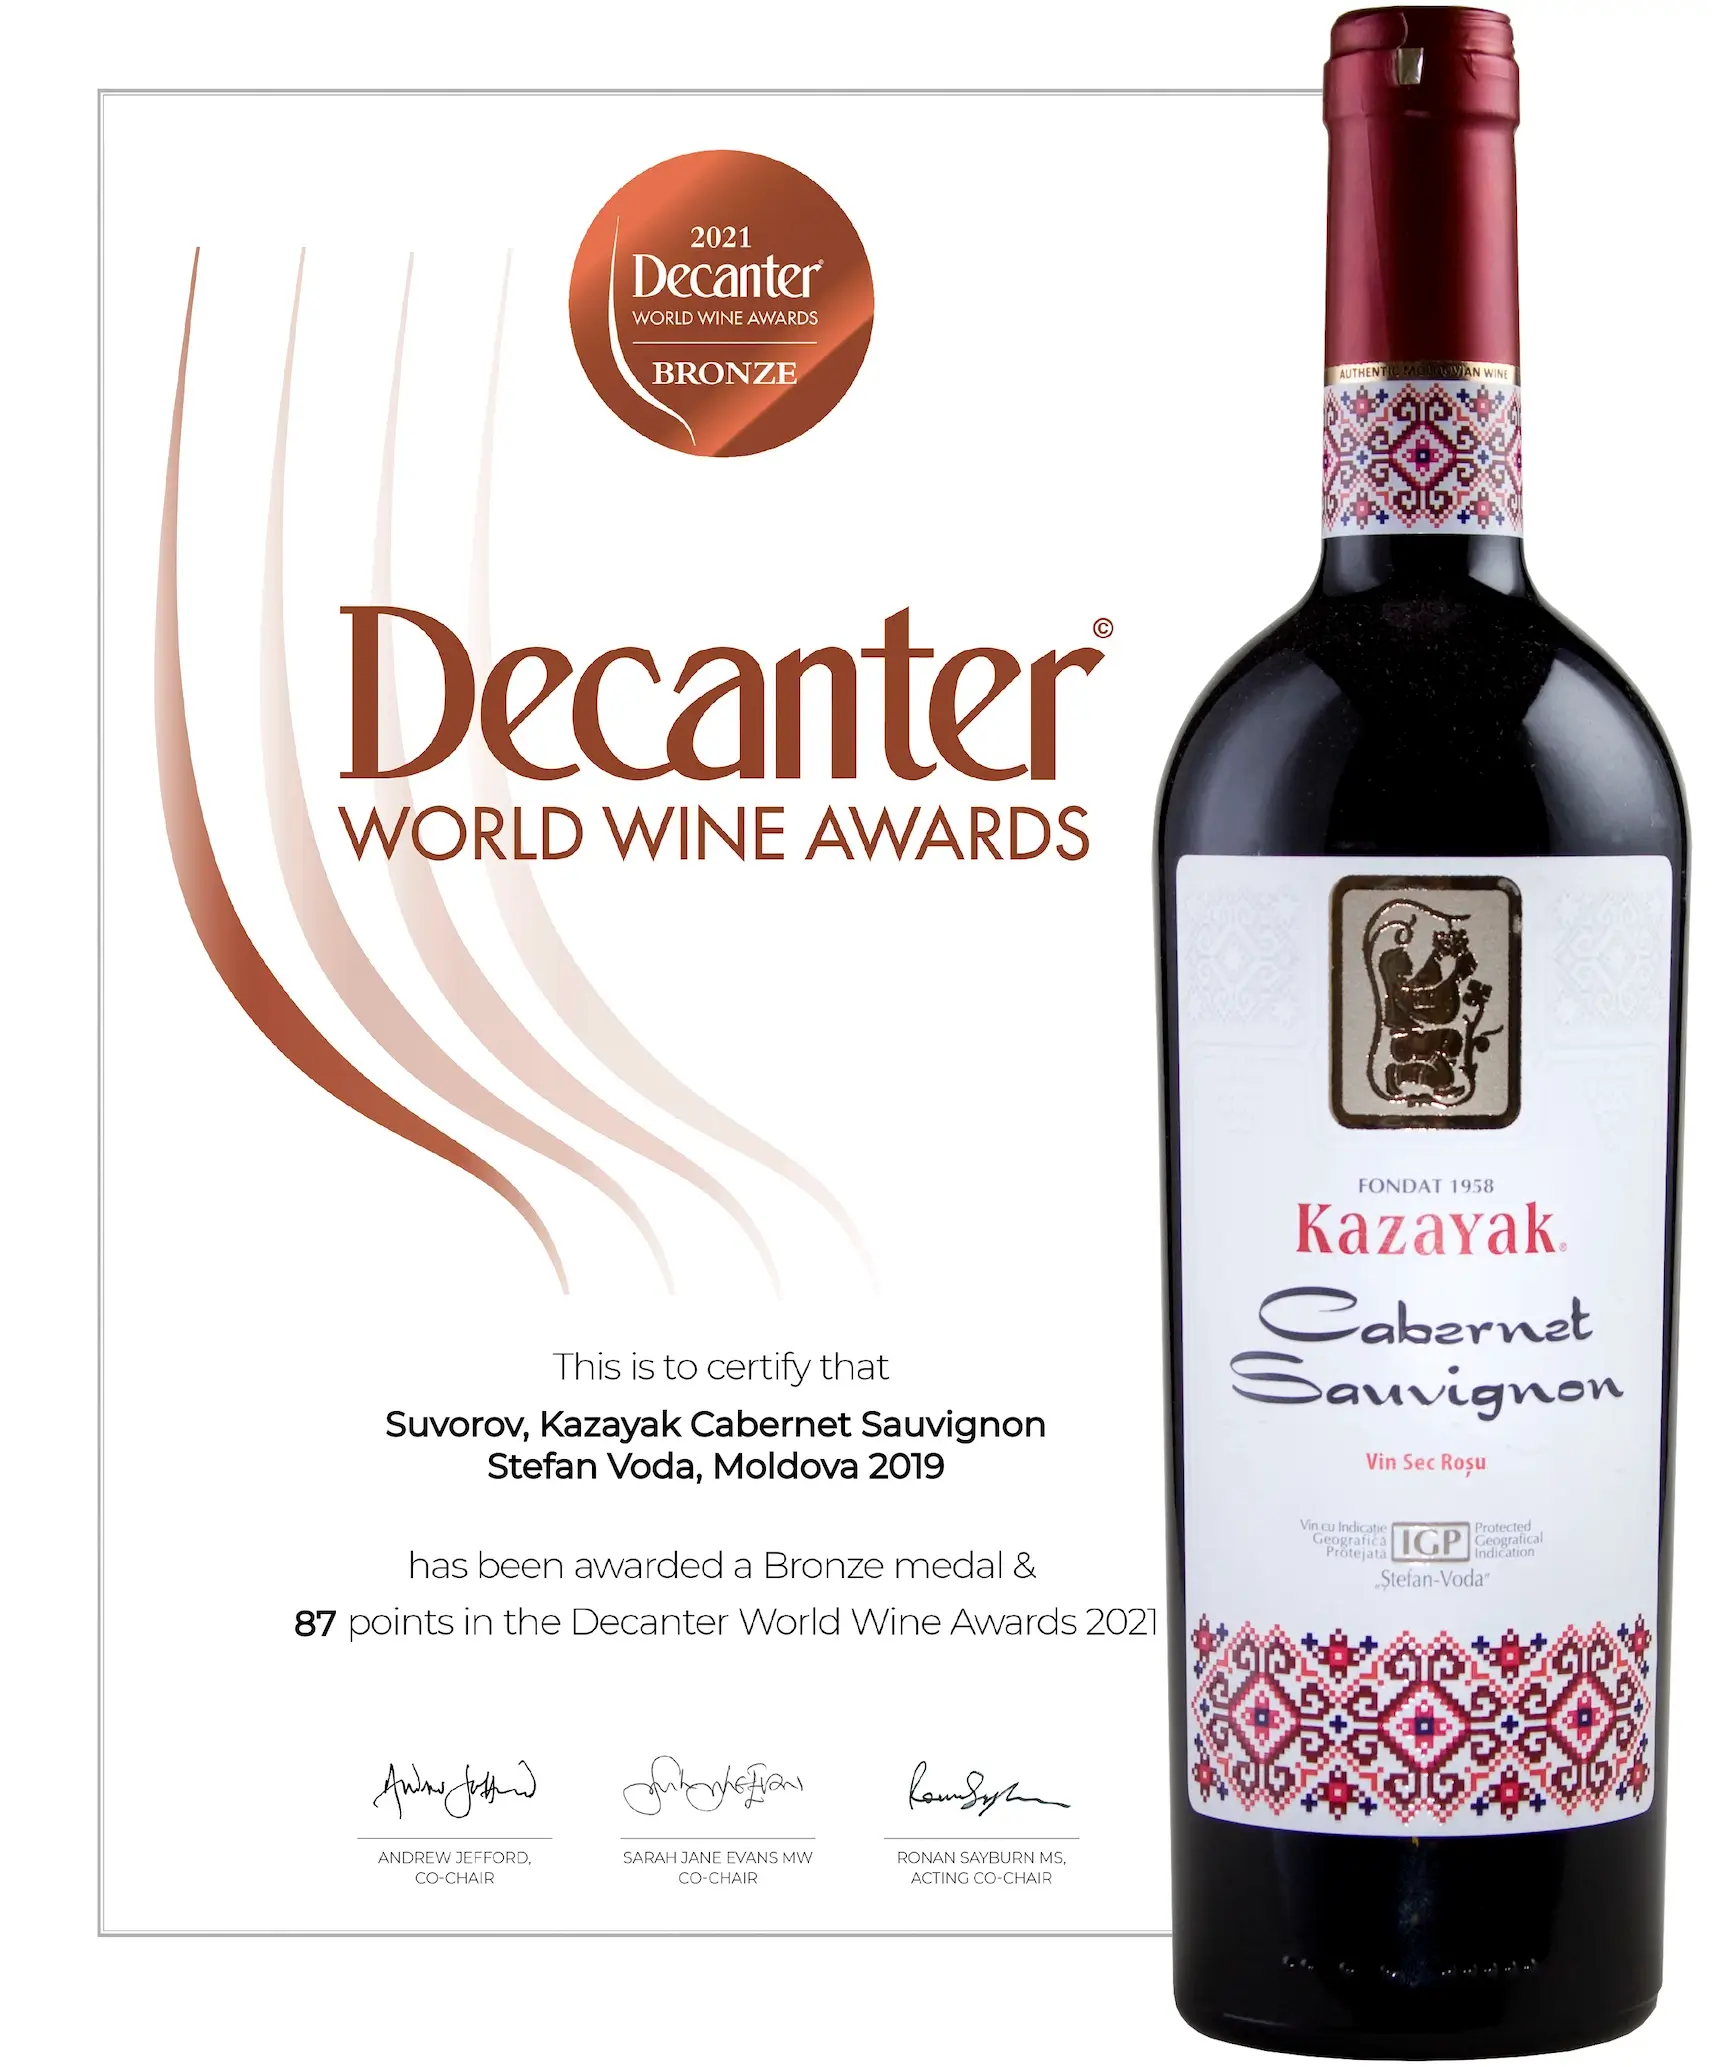 2021
Decanter®
WORLD WINE AWARDS
BRONZE
Decanter©
WORLD WINE AWARDS
This is to certify that
Suvorov, Kazayak Cabernet Sauvignon
Stefan Voda, Moldova 2019
has been awarded a Bronze medal &
87 points in the Decanter World Wine Awards 2021
ANDREW JEFFORD,
CO-CHAIR
SARAH JANE EVANS MW
CO-CHAIR
RONAN SAYBURN MS,
ACTING CO-CHAIR
AUTHENTIC MOLDOVIAN WINE
FONDAT 1958
Kazayak®
Cabernet
Sauvignon
Vin Sec Roșu
Vin cu Indicație
Geografică
Protejată
IGP
Protected
Geografical
Indication
„Ștefan-Voda"